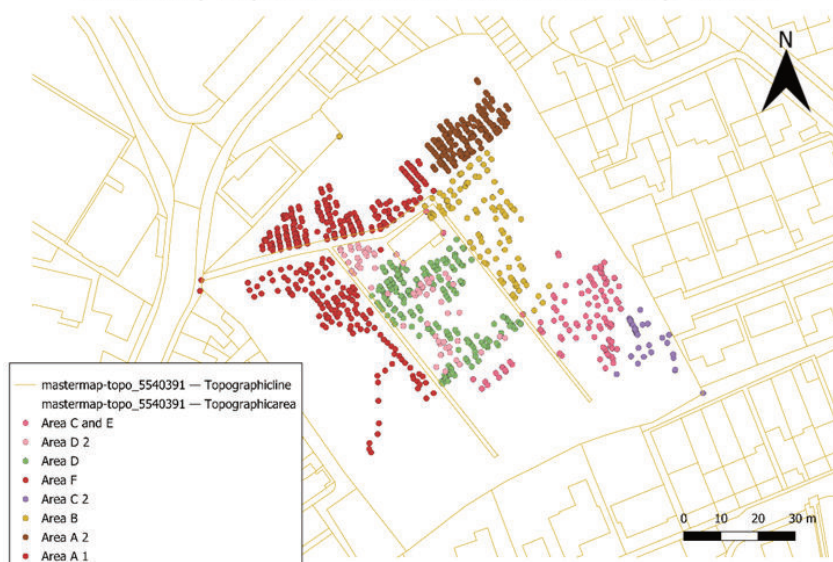 N
mastermap-topo_5540391 — Topographicline
mastermap-topo_5540391 — Topographicarea
Area C and E
Area D 2
Area D
Area F
Area C 2
Area B
Area A 2
Area A 1
0 10 20 30 m